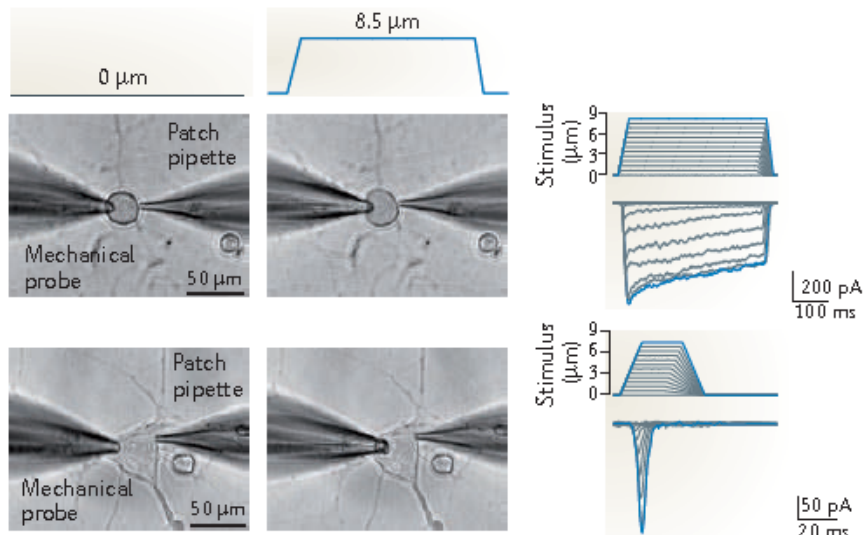 0 µm
8.5 µm
Patch
pipette
Mechanical
probe
50 µm
Stimulus
(µm)
9
6
3
0
200 pA
100 ms
Patch
pipette
Mechanical
probe
50 µm
Stimulus
(µm)
9
6
3
0
50 pA
20 ms